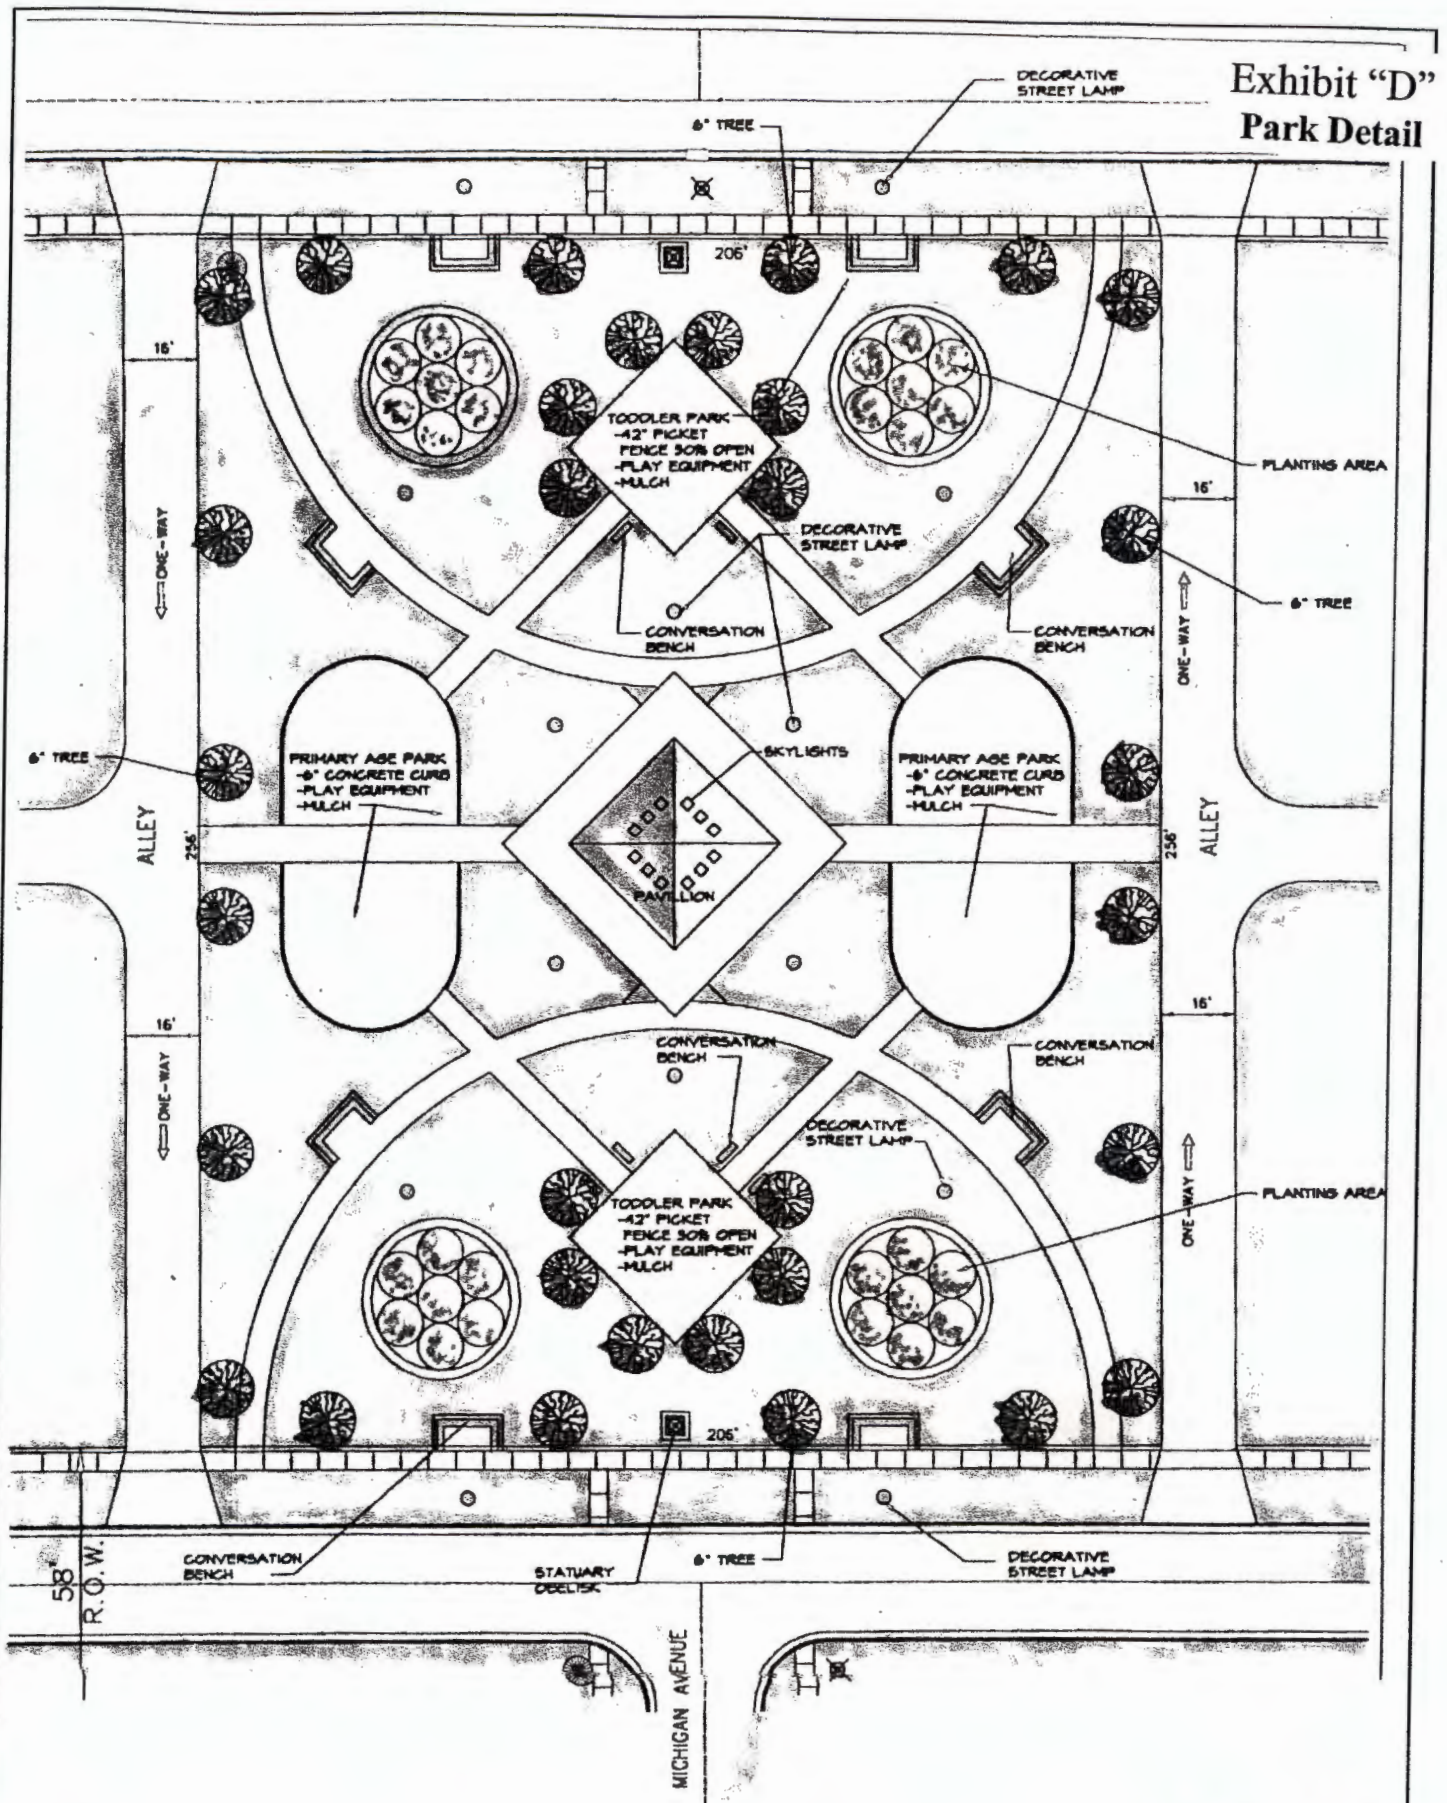 Exhibit “D”
Park Detail
DECORATIVE
STREET LAMP
6" TREE
206'
16'
TODDLER PARK
-42" PICKET
FENCE 50% OPEN
-PLAY EQUIPMENT
-MULCH
PLANTING AREA
16'
ONE-WAY
DECORATIVE
STREET LAMP
6" TREE
CONVERSATION
BENCH
CONVERSATION
BENCH
ONE-WAY
6" TREE
PRIMARY AGE PARK
-6" CONCRETE CURB
-PLAY EQUIPMENT
-MULCH
SKYLIGHTS
PRIMARY AGE PARK
-6" CONCRETE CURB
-PLAY EQUIPMENT
-MULCH
ALLEY
256'
PAVILLION
256'
ALLEY
16'
16'
CONVERSATION
BENCH
CONVERSATION
BENCH
ONE-WAY
DECORATIVE
STREET LAMP
TODDLER PARK
-42" PICKET
FENCE 50% OPEN
-PLAY EQUIPMENT
-MULCH
PLANTING AREA
ONE-WAY
206'
58'
R.O.W.
CONVERSATION
BENCH
STATUARY
OBELISK
6" TREE
DECORATIVE
STREET LAMP
MICHIGAN AVENUE